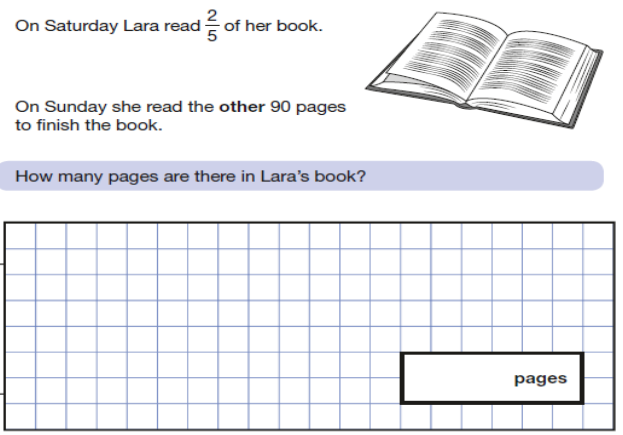 On Saturday Lara read 2/5 of her book.
On Sunday she read the other 90 pages
to finish the book.
How many pages are there in Lara's book?
pages